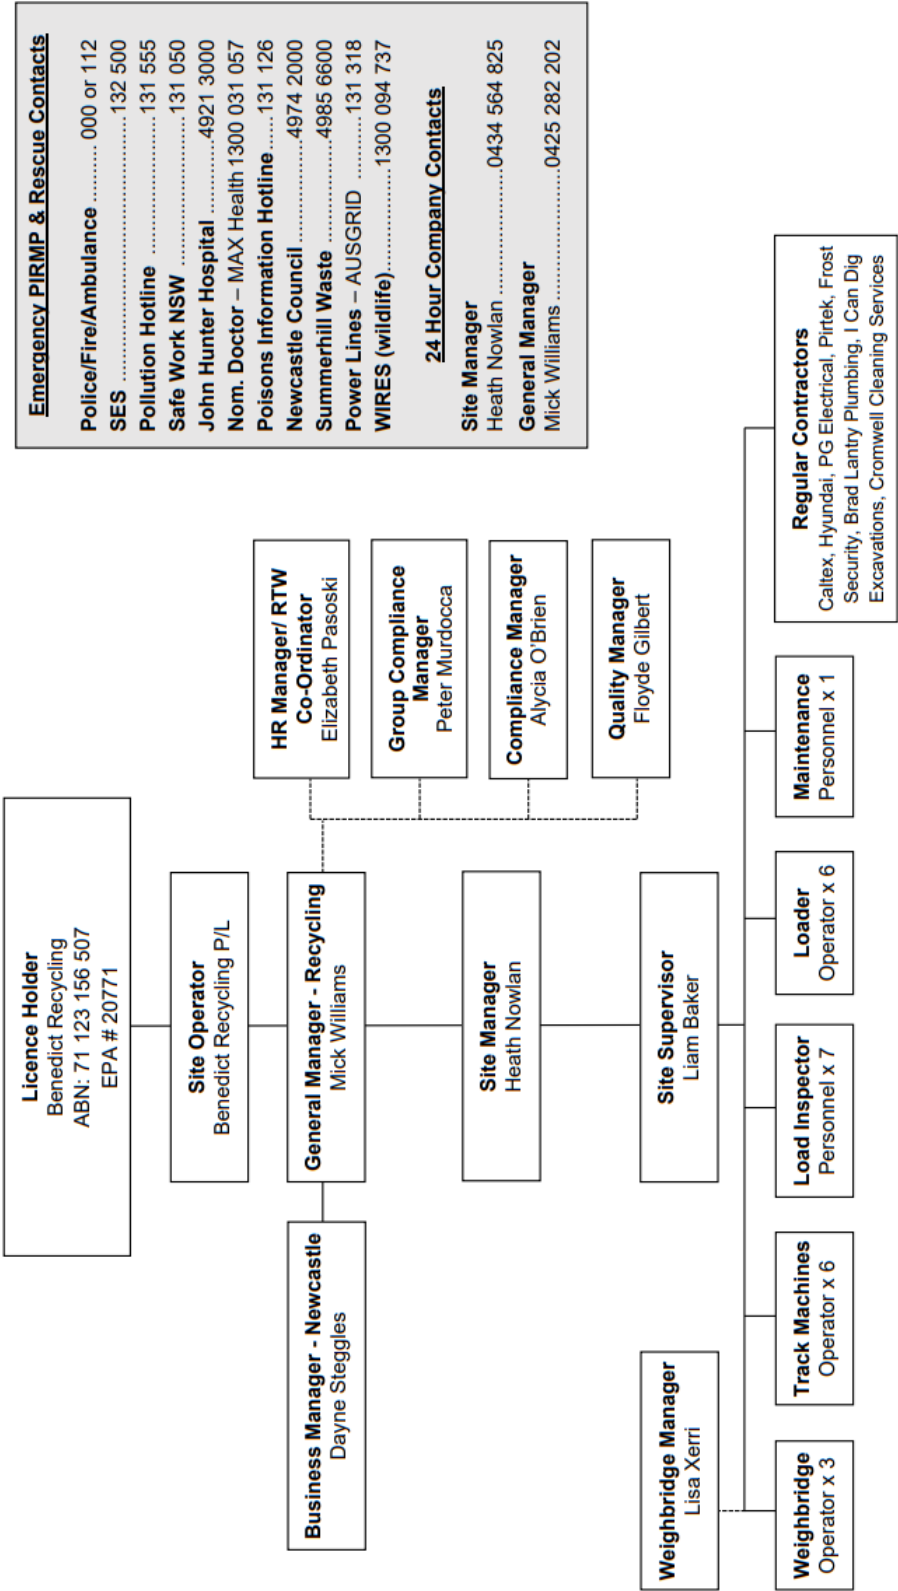 Licence Holder
Benedict Recycling
ABN: 71 123 156 507
EPA # 20771
Site Operator
Benedict Recycling P/L
Business Manager - Newcastle
Dayne Steggles
General Manager - Recycling
Mick Williams
HR Manager/ RTW
Co-Ordinator
Elizabeth Pasoski
Group Compliance
Manager
Peter Murdocca
Compliance Manager
Alycia O'Brien
Quality Manager
Floyde Gilbert
Site Manager
Heath Nowlan
Weighbridge Manager
Lisa Xerri
Site Supervisor
Liam Baker
Weighbridge
Operator x 3
Track Machines
Operator x 6
Load Inspector
Personnel x 7
Loader
Operator x 6
Maintenance
Personnel x 1
Regular Contractors
Caltex, Hyundai, PG Electrical, Pirtek, Frost
Security, Brad Lantry Plumbing, I Can Dig
Excavations, Cromwell Cleaning Services
Emergency PIRMP & Rescue Contacts
Police/Fire/Ambulance ......... 000 or 112
SES ........................................132 500
Pollution Hotline ....................131 555
Safe Work NSW .....................131 050
John Hunter Hospital ...........4921 3000
Nom. Doctor – MAX Health 1300 031 057
Poisons Information Hotline .....131 126
Newcastle Council................4974 2000
Summerhill Waste ................4985 6600
Power Lines – AUSGRID .........131 318
WIRES (wildlife)..............1300 094 737
24 Hour Company Contacts
Site Manager
Heath Nowlan .....................0434 564 825
General Manager
Mick Williams .....................0425 282 202